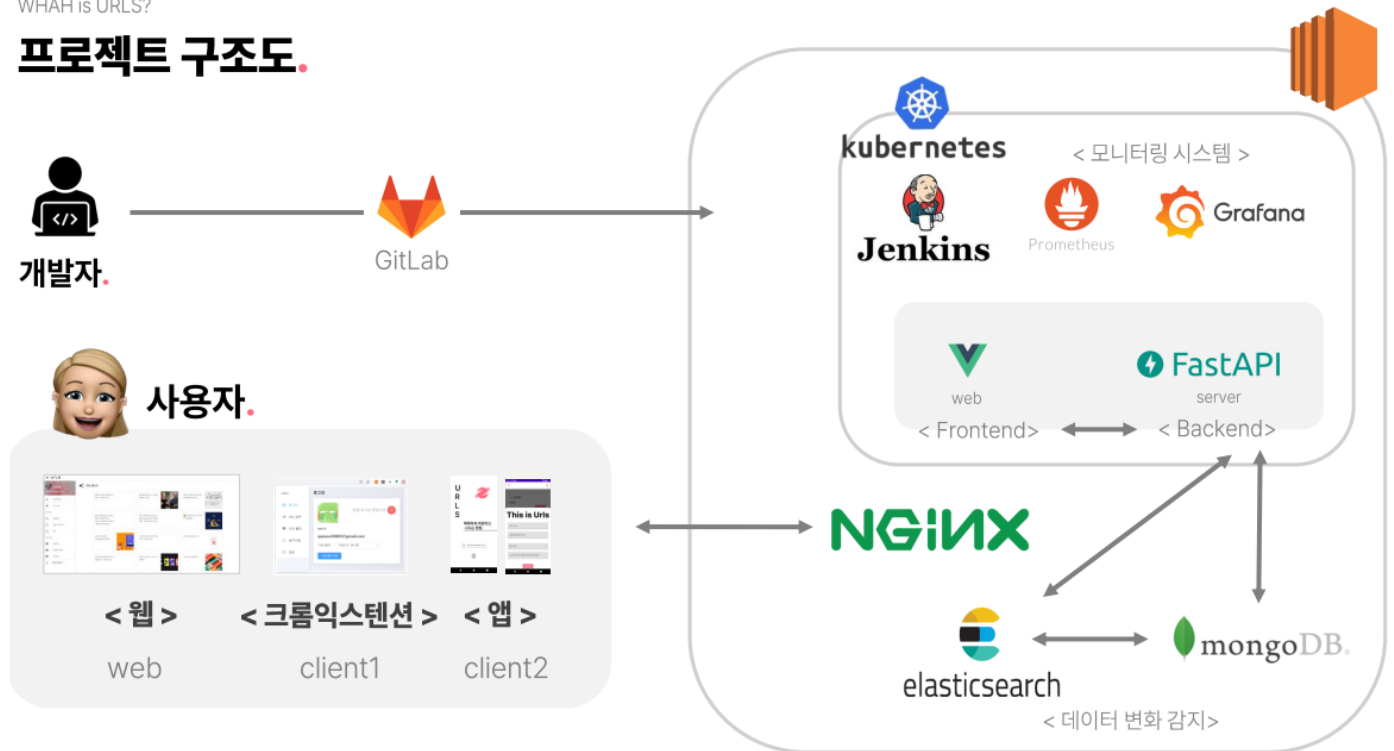 WHAH is URLS?
프로젝트 구조도.
kubernetes
< 모니터링 시스템 >
Jenkins
Prometheus
Grafana
</>
개발자.
GitLab
web
FastAPI
server
< Frontend>
< Backend>
사용자.
URLS
This is Urls
NGiNX
< 웹 >
< 크롬익스텐션 >
< 앱 >
web
client1
client2
elasticsearch
mongoDB.
< 데이터 변화 감지>